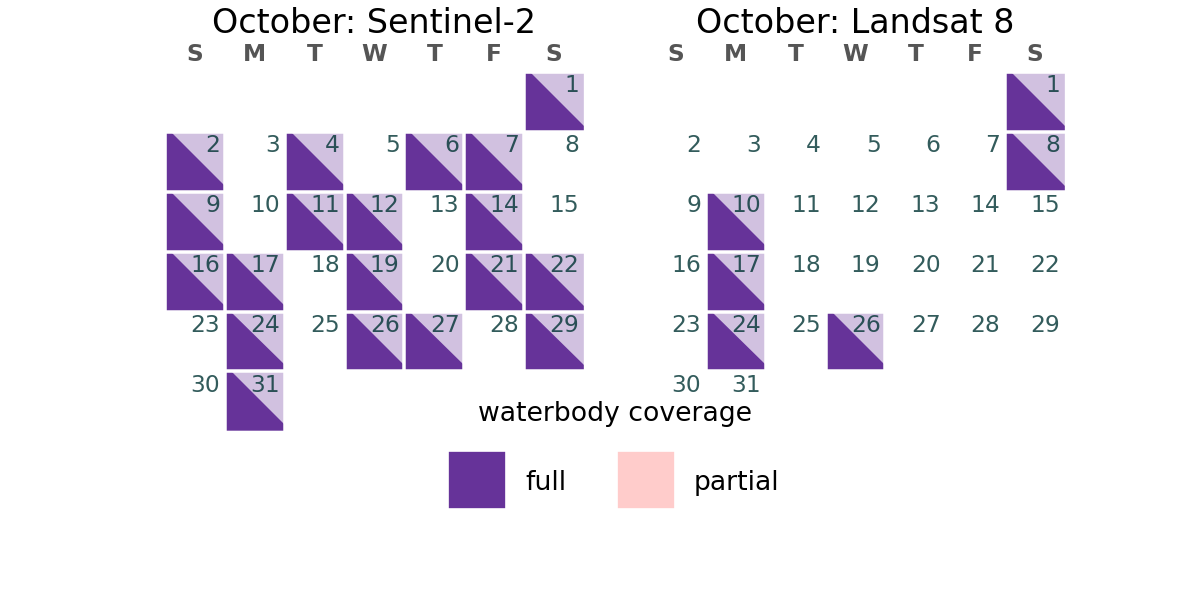 October: Sentinel-2
S M T W T F S
1
2 3 4 5 6 7 8
9 10 11 12 13 14 15
16 17 18 19 20 21 22
23 24 25 26 27 28 29
30 31
October: Landsat 8
S M T W T F S
1
2 3 4 5 6 7 8
9 10 11 12 13 14 15
16 17 18 19 20 21 22
23 24 25 26 27 28 29
30 31
waterbody coverage
full
partial